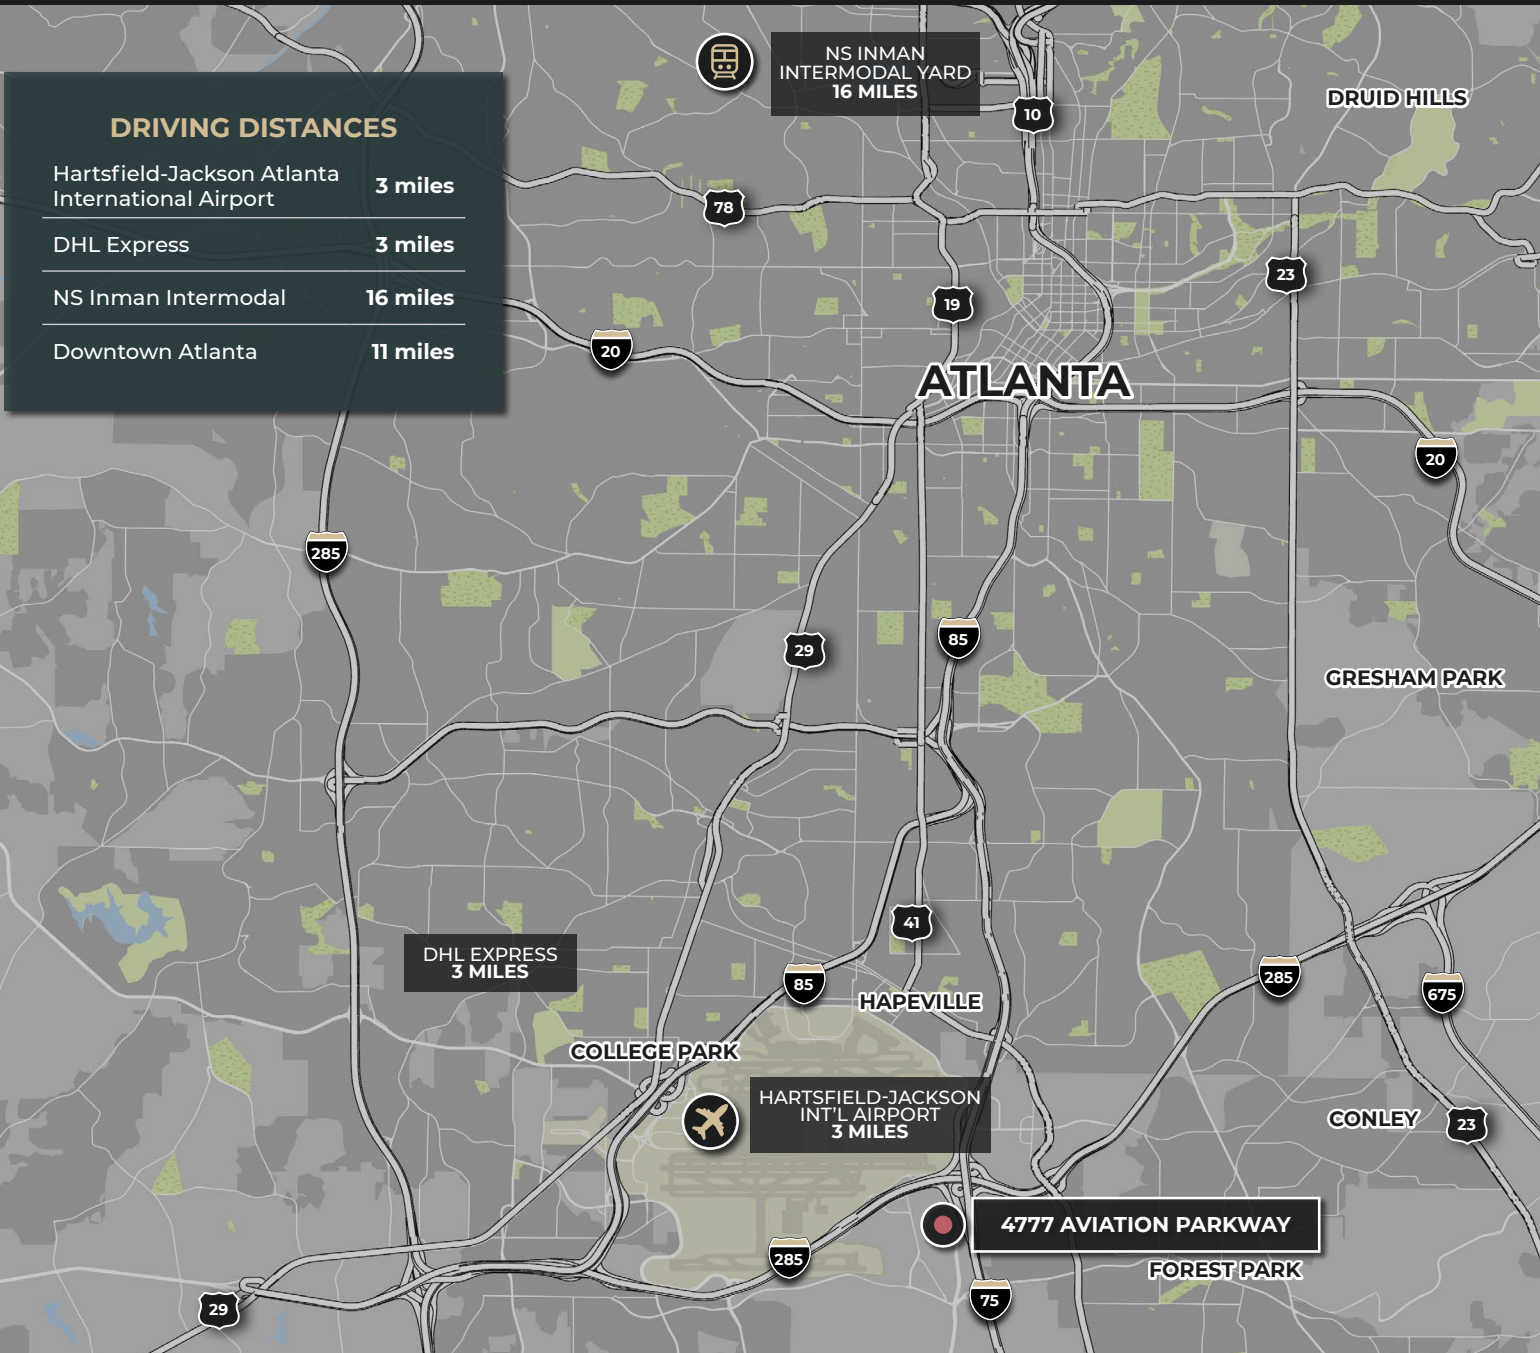 NS INMAN
INTERMODAL YARD
16 MILES
10
DRUID HILLS
DRIVING DISTANCES
Hartsfield-Jackson Atlanta
International Airport
3 miles
DHL Express
3 miles
NS Inman Intermodal
16 miles
Downtown Atlanta
11 miles
78
23
19
20
ATLANTA
20
285
29
85
GRESHAM PARK
41
DHL EXPRESS
3 MILES
85
HAPEVILLE
285
675
COLLEGE PARK
HARTSFIELD-JACKSON
INT'L AIRPORT
3 MILES
CONLEY
23
4777 AVIATION PARKWAY
285
FOREST PARK
29
75